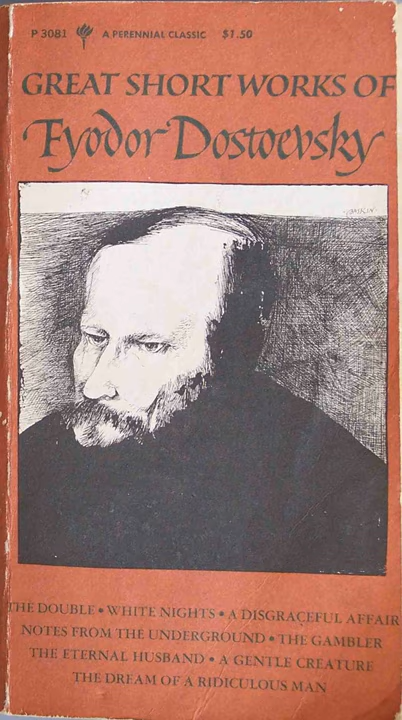 P 3081 A PERENNIAL CLASSIC $1.50
GREAT SHORT WORKS OF
Fyodor Dostoevsky
THE DOUBLE • WHITE NIGHTS • A DISGRACEFUL AFFAIR
NOTES FROM THE UNDERGROUND • THE GAMBLER
THE ETERNAL HUSBAND • A GENTLE CREATURE
THE DREAM OF A RIDICULOUS MAN